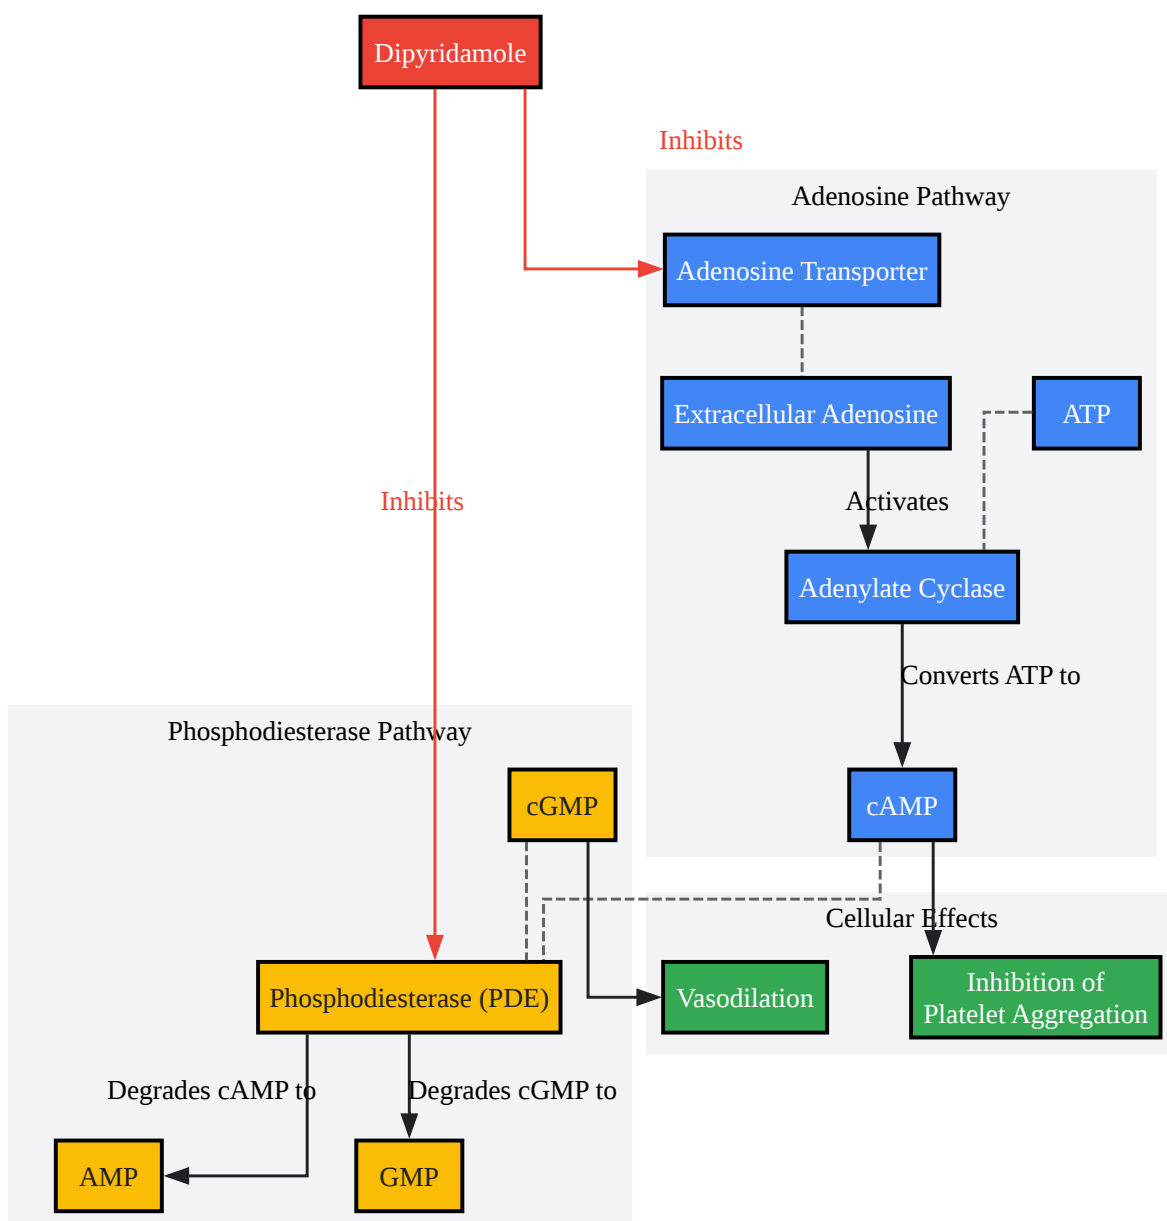 Dipyridamole
Inhibits
Adenosine Pathway
Adenosine Transporter
Extracellular Adenosine
ATP
Inhibits
Activates
Adenylate Cyclase
Converts ATP to
Phosphodiesterase Pathway
cGMP
cAMP
Cellular Effects
Phosphodiesterase (PDE)
Vasodilation
Inhibition of
Platelet Aggregation
Degrades cAMP to
Degrades cGMP to
AMP
GMP